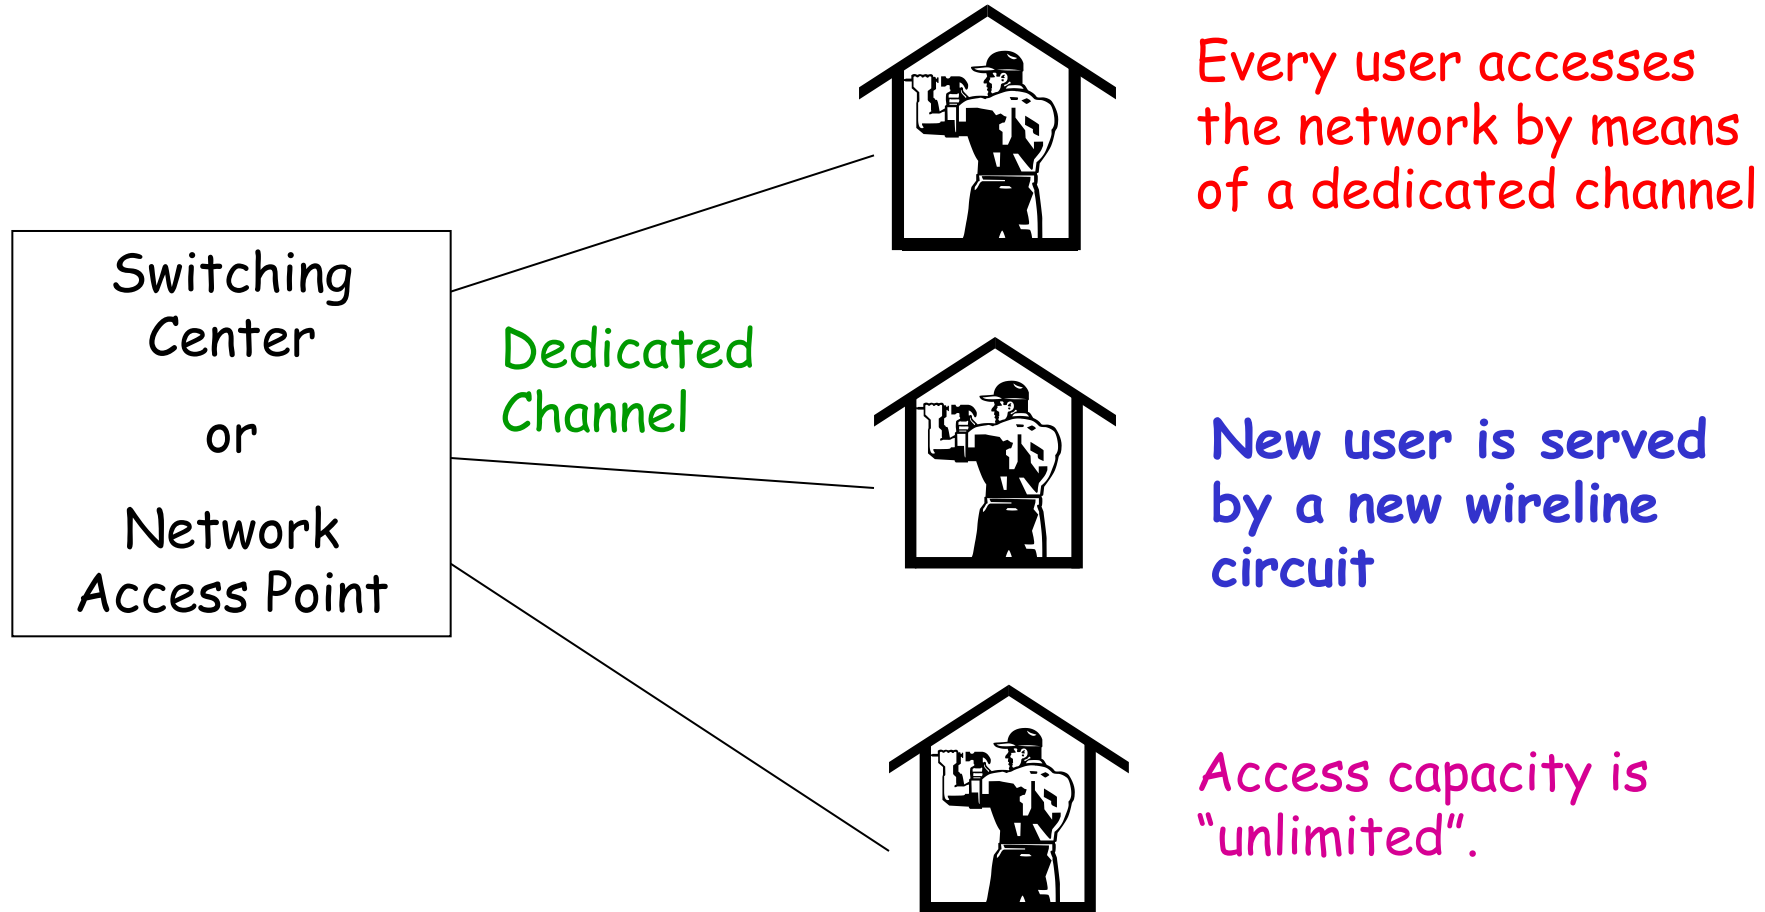 Switching
Center
or
Network
Access Point
Dedicated
Channel
Every user accesses
the network by means
of a dedicated channel
New user is served
by a new wireline
circuit
Access capacity is
“unlimited”.